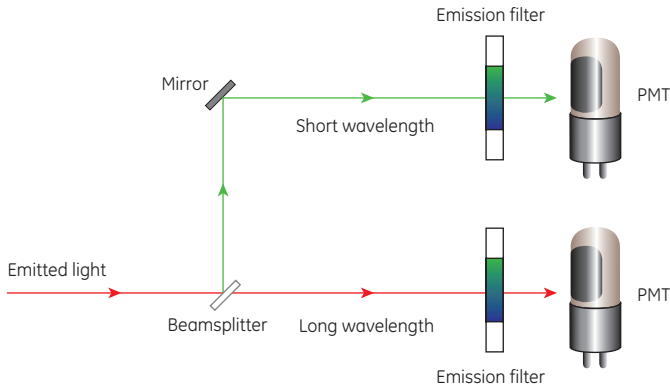 Emission filter
Mirror
PMT
Short wavelength
Emitted light
PMT
Beamsplitter
Long wavelength
Emission filter